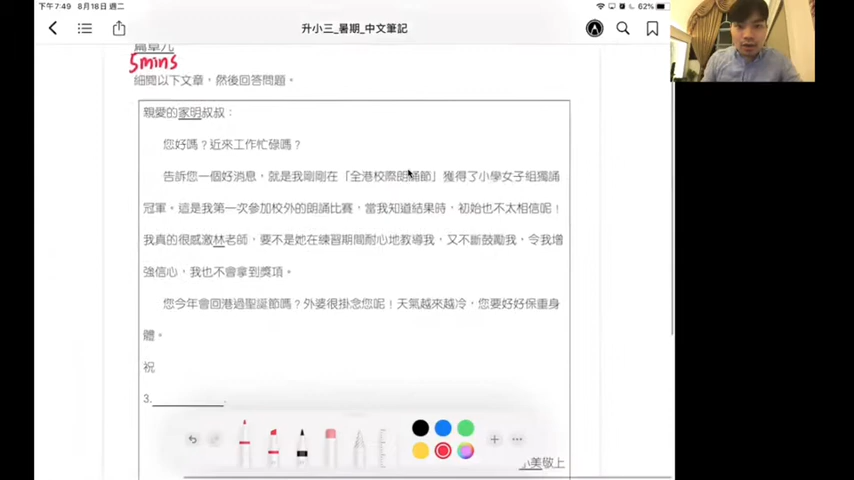 下午7:49 8月18日 週二
62%
升小三_暑期_中文筆記
篇章九
5mins
細閱以下文章，然後回答問題。
親愛的家明叔叔：
您好嗎？近來工作忙碌嗎？
告訴您一個好消息，就是我剛剛在「全港校際朗誦節」獲得了小學女子組獨誦
冠軍。這是我第一次參加校外的朗誦比賽，當我知道結果時，初始也不太相信呢！
我真的很感激林老師，要不是她在練習期間耐心地教導我，又不斷鼓勵我，令我增
強信心，我也不會拿到獎項。
您今年會回港過聖誕節嗎？外婆很掛念您呢！天氣越來越冷，您要好好保重身
體。
祝
3.__________.
小美敬上